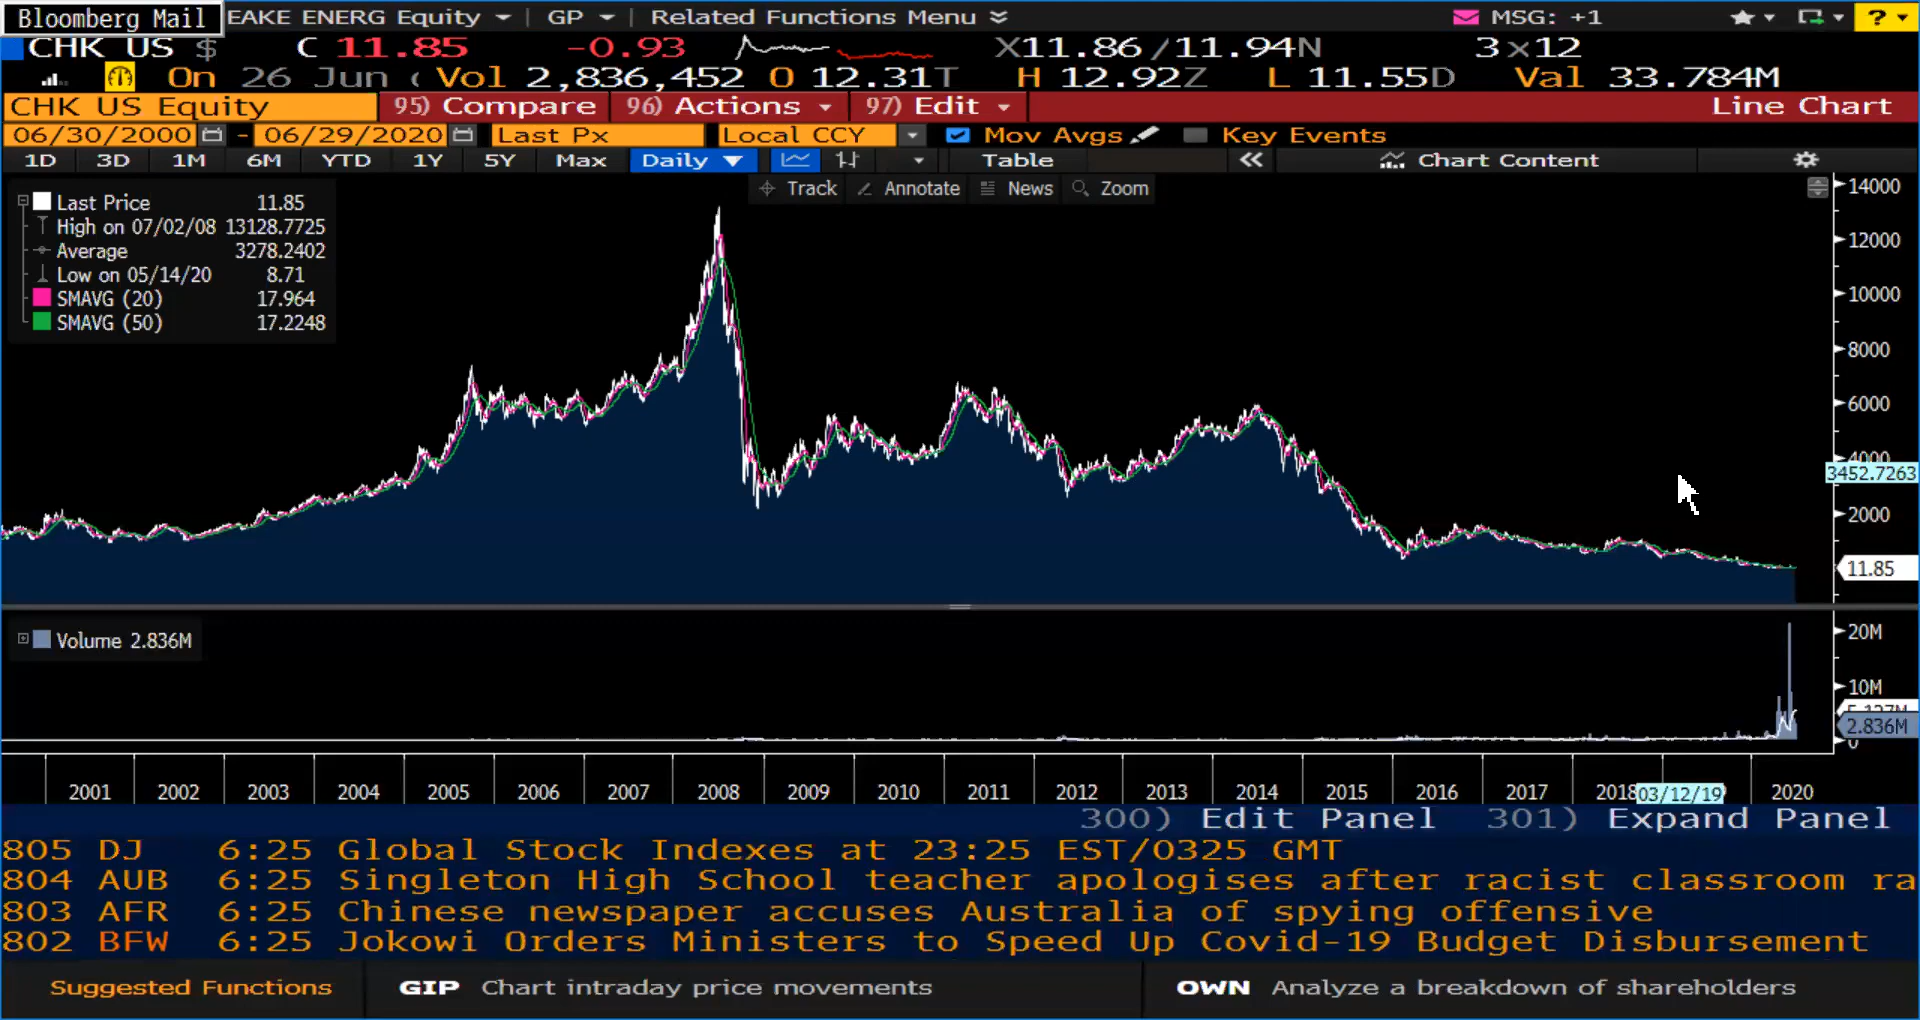 Bloomberg Mail EAKE ENERG Equity GP Related Functions Menu MSG: +1 ?
CHK US $ C 11.85 -0.93 X11.86/11.94N 3x12
On 26 Jun Vol 2,836,452 O 12.31T H 12.92Z L 11.55D Val 33.784M
CHK US Equity 95) Compare 96) Actions 97) Edit Line Chart
06/30/2000 - 06/29/2020 Last Px Local CCY Mov Avgs Key Events
1D 3D 1M 6M YTD 1Y 5Y Max Daily Table « Chart Content
Track Annotate News Zoom
Last Price 11.85
High on 07/02/08 13128.7725
Average 3278.2402
Low on 05/14/20 8.71
SMAVG (20) 17.964
SMAVG (50) 17.2248
14000
12000
10000
8000
6000
4000
3452.7263
2000
11.85
Volume 2.836M
20M
10M
2.836M
0
2001 2002 2003 2004 2005 2006 2007 2008 2009 2010 2011 2012 2013 2014 2015 2016 2017 2018 03/12/19 2020
300) Edit Panel 301) Expand Panel
805 DJ 6:25 Global Stock Indexes at 23:25 EST/0325 GMT
804 AUB 6:25 Singleton High School teacher apologises after racist classroom ra
803 AFR 6:25 Chinese newspaper accuses Australia of spying offensive
802 BFW 6:25 Jokowi Orders Ministers to Speed Up Covid-19 Budget Disbursement
Suggested Functions GIP Chart intraday price movements OWN Analyze a breakdown of shareholders